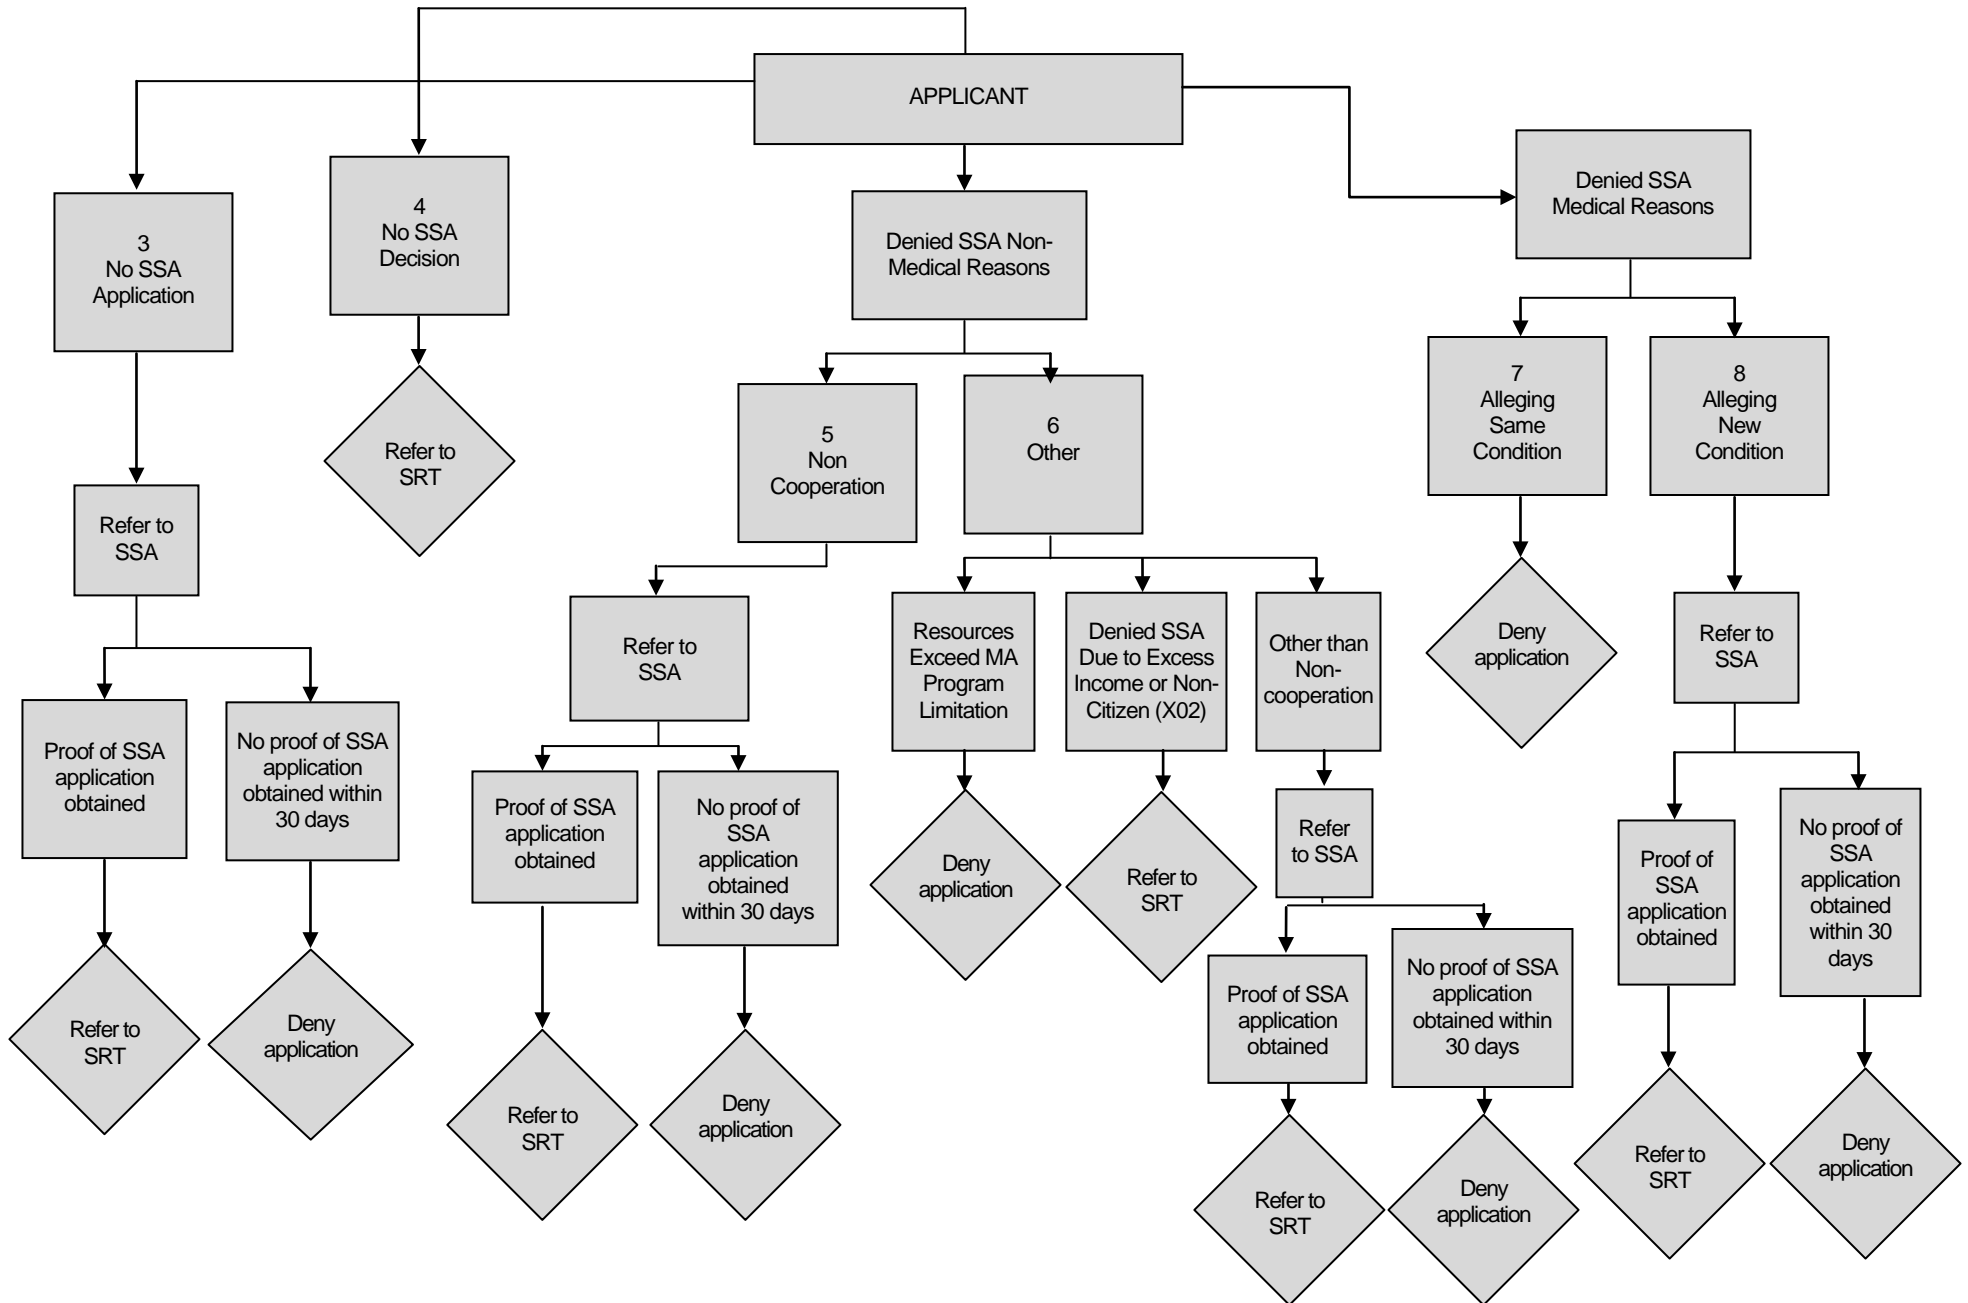 APPLICANT
3
No SSA
Application
4
No SSA
Decision
Denied SSA Non-
Medical Reasons
Denied SSA
Medical Reasons
5
Non
Cooperation
6
Other
7
Alleging
Same
Condition
8
Alleging
New
Condition
Refer to
SRT
Refer to
SSA
Refer to
SSA
Resources
Exceed MA
Program
Limitation
Denied SSA
Due to Excess
Income or Non-
Citizen (X02)
Other than
Non-
cooperation
Deny
application
Refer to
SSA
Proof of SSA
application
obtained
No proof of SSA
application
obtained within
30 days
Proof of SSA
application
obtained
No proof of
SSA
application
obtained
within 30 days
Deny
application
Refer to
SRT
Refer
to SSA
Proof of
SSA
application
obtained
No proof of
SSA
application
obtained
within 30
days
Refer to
SRT
Deny
application
Proof of SSA
application
obtained
No proof of SSA
application
obtained within
30 days
Refer to
SRT
Deny
application
Refer to
SRT
Deny
application
Refer to
SRT
Deny
application